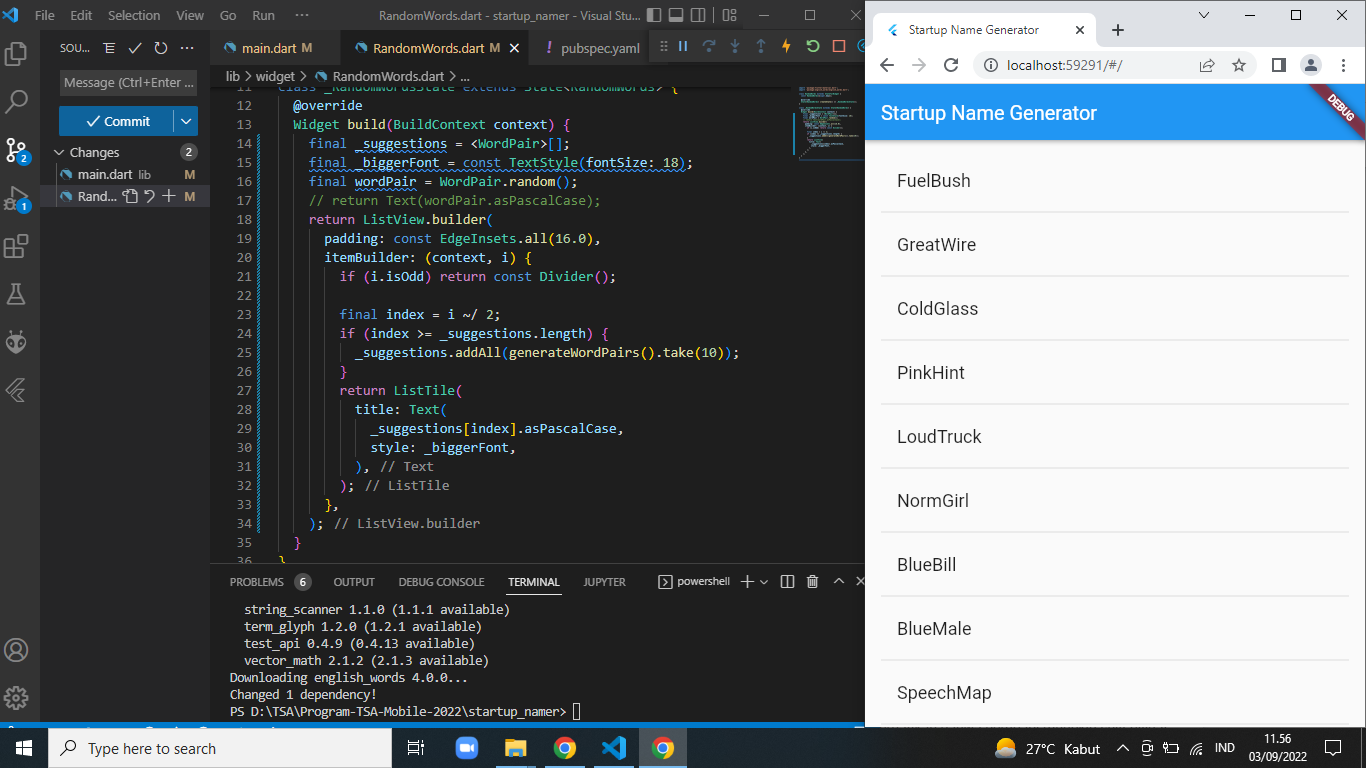 File Edit Selection View Go Run ··· RandomWords.dart - startup_namer - Visual Stu...
SOU...
Message (Ctrl+Enter ...
Commit
Changes 2
main.dart lib M
Rand... M
2
1
main.dart M RandomWords.dart M pubspec.yaml
lib > widget > RandomWords.dart > ...
11 class _RandomWordsState extends State<RandomWords> {
12 @override
13 Widget build(BuildContext context) {
14 final _suggestions = <WordPair>[];
15 final _biggerFont = const TextStyle(fontSize: 18);
16 final wordPair = WordPair.random();
17 // return Text(wordPair.asPascalCase);
18 return ListView.builder(
19 padding: const EdgeInsets.all(16.0),
20 itemBuilder: (context, i) {
21 if (i.isOdd) return const Divider();
22
23 final index = i ~/ 2;
24 if (index >= _suggestions.length) {
25 _suggestions.addAll(generateWordPairs().take(10));
26 }
27 return ListTile(
28 title: Text(
29 _suggestions[index].asPascalCase,
30 style: _biggerFont,
31 ), // Text
32 ); // ListTile
33 },
34 ); // ListView.builder
35 }
36 }
PROBLEMS 6 OUTPUT DEBUG CONSOLE TERMINAL JUPYTER powershell
string_scanner 1.1.0 (1.1.1 available)
term_glyph 1.2.0 (1.2.1 available)
test_api 0.4.9 (0.4.13 available)
vector_math 2.1.2 (2.1.3 available)
Downloading english_words 4.0.0...
Changed 1 dependency!
PS D:\TSA\Program-TSA-Mobile-2022\startup_namer>
Startup Name Generator
localhost:59291/#/
Startup Name Generator
DEBUG
FuelBush
GreatWire
ColdGlass
PinkHint
LoudTruck
NormGirl
BlueBill
BlueMale
SpeechMap
Type here to search
27°C Kabut
IND
11.56
03/09/2022